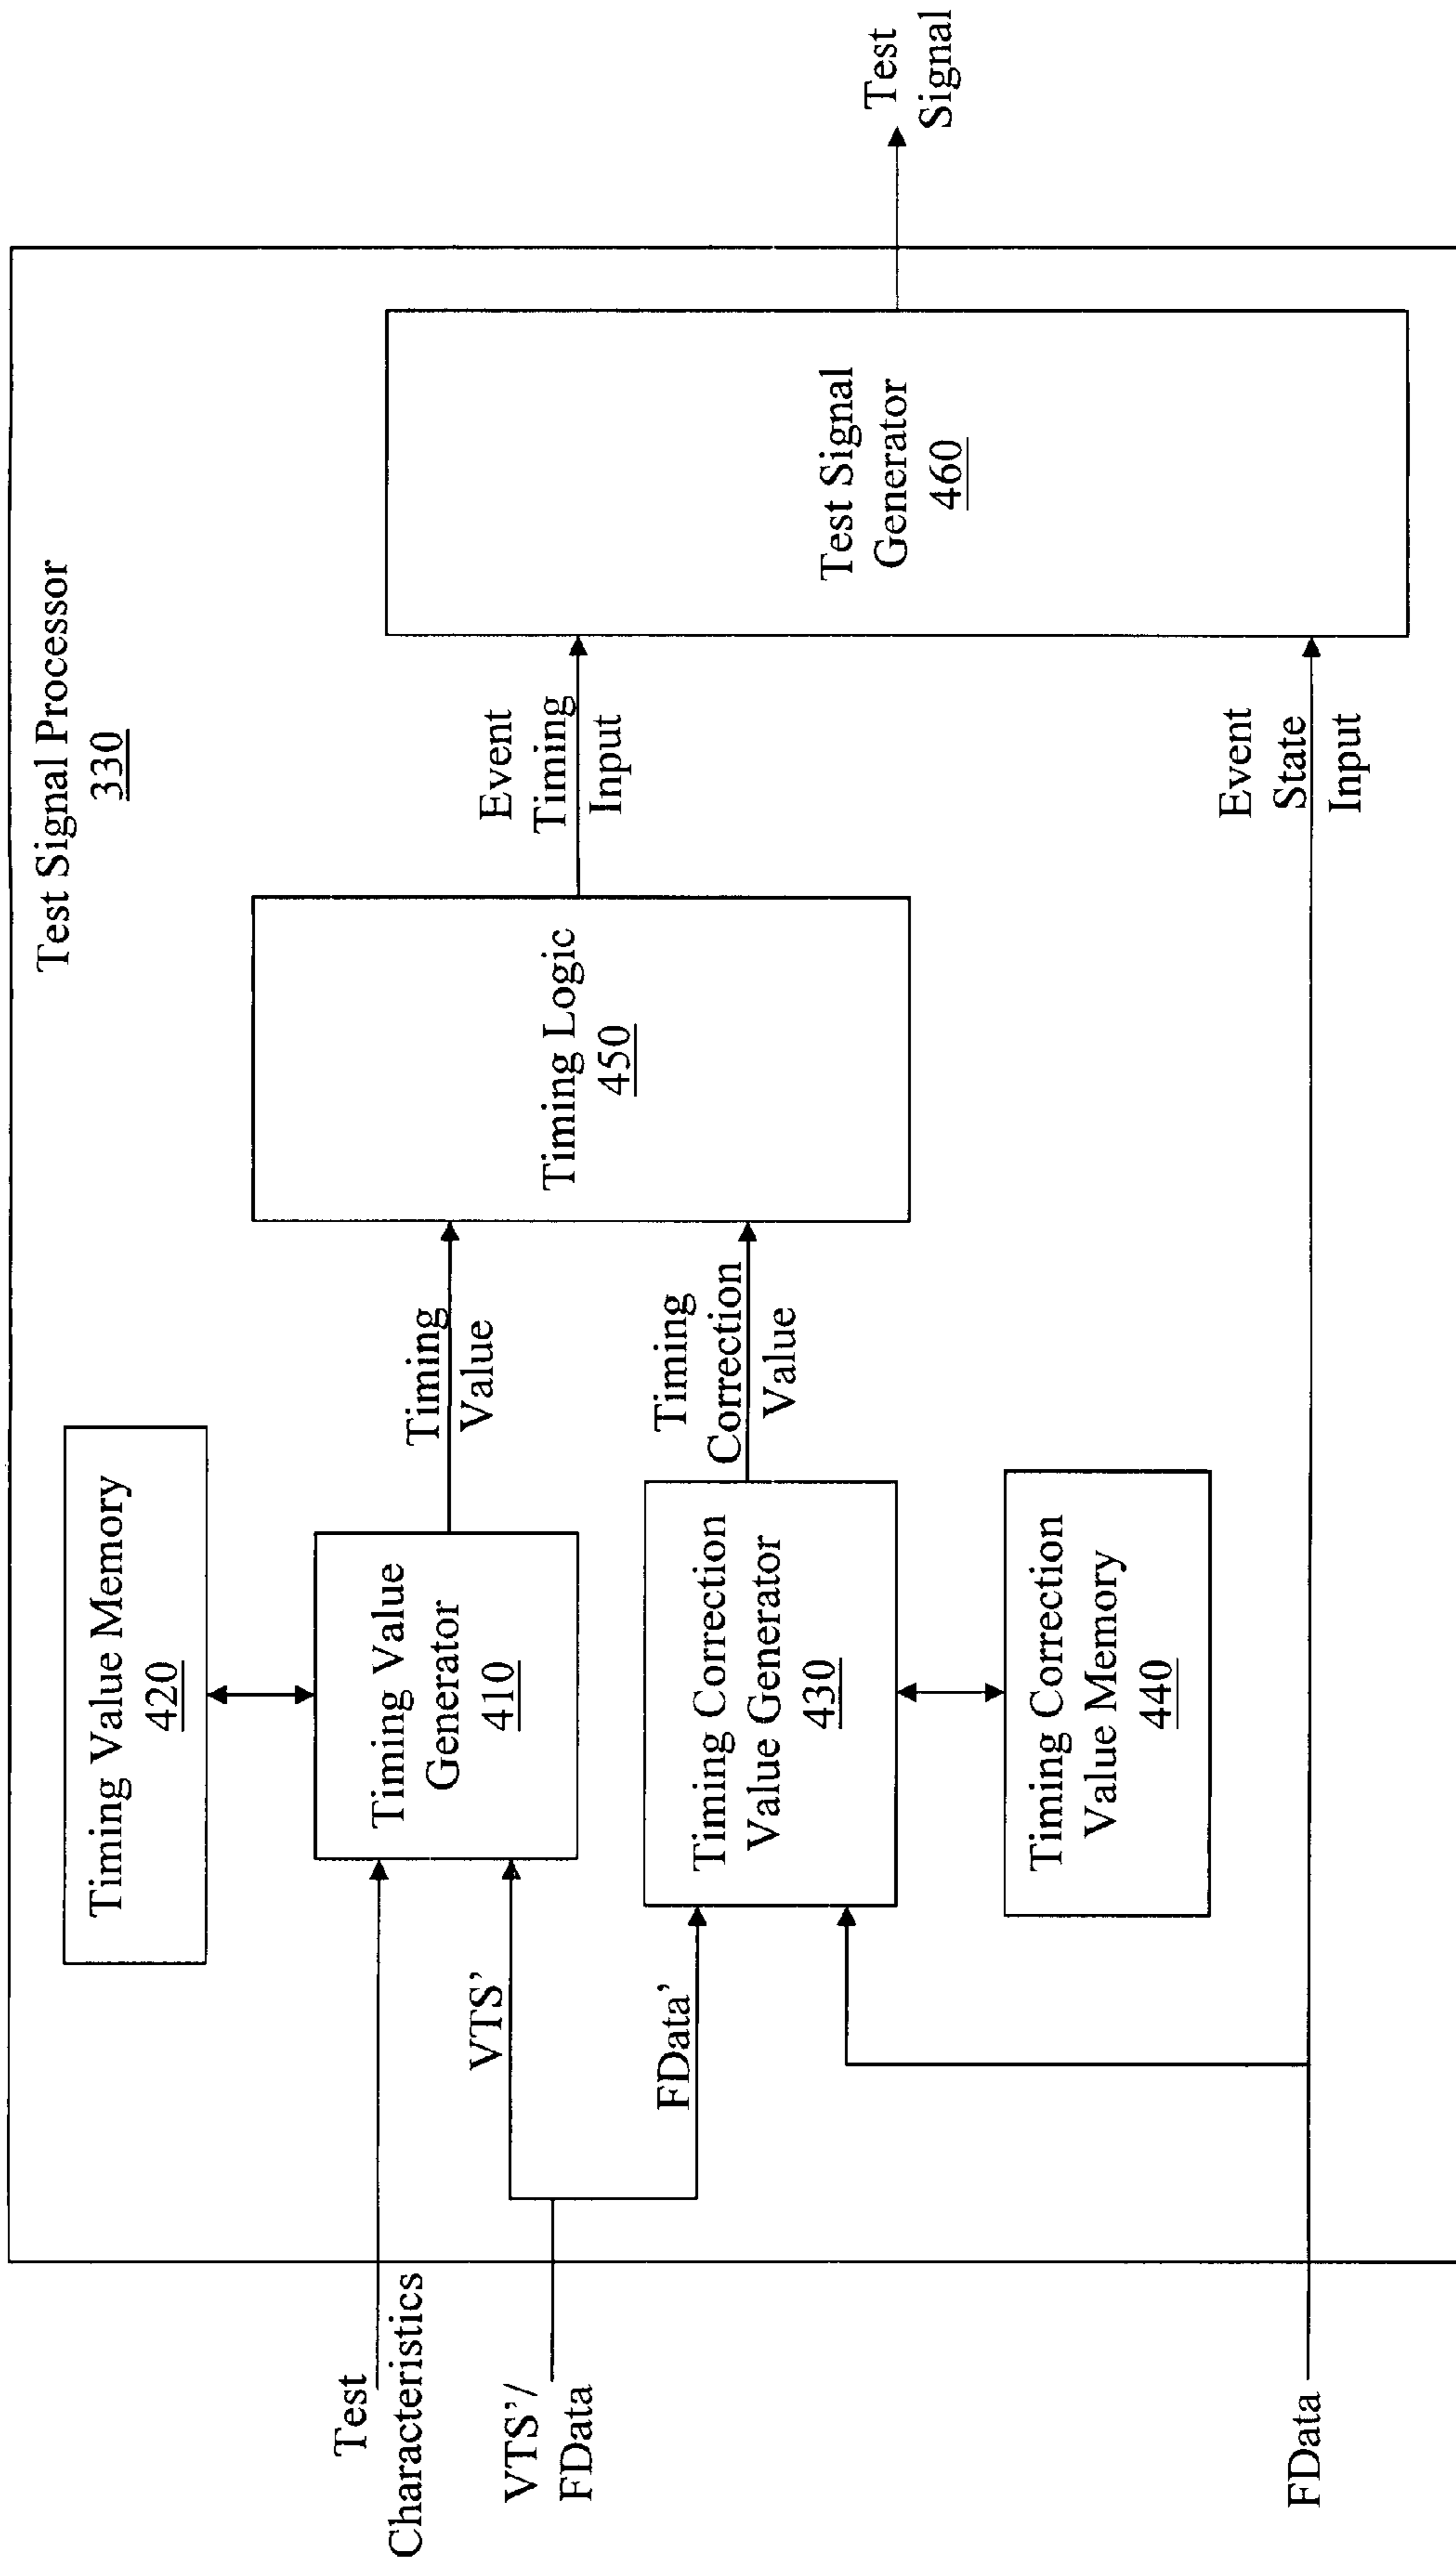 Test Signal Processor
330
Timing Value Memory
420
Test
Characteristics
Timing Value
Generator
410
Timing
Value
VTS'
VTS'/
FData
FData'
Timing Correction
Value Generator
430
Timing
Correction
Value
Timing Logic
450
Event
Timing
Input
Test Signal
Generator
460
Test
Signal
Timing Correction
Value Memory
440
FData
Event
State
Input